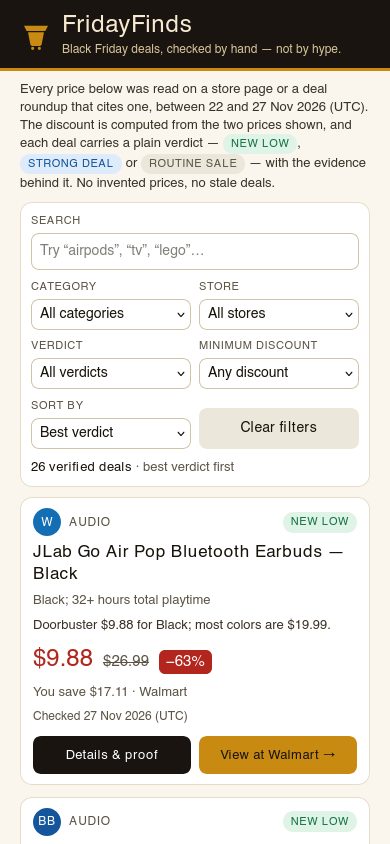 FridayFinds
Black Friday deals, checked by hand — not by hype.
Every price below was read on a store page or a deal
roundup that cites one, between 22 and 27 Nov 2026 (UTC).
The discount is computed from the two prices shown, and
each deal carries a plain verdict — NEW LOW,
STRONG DEAL or ROUTINE SALE — with the evidence
behind it. No invented prices, no stale deals.
SEARCH
Try “airpods”, “tv”, “lego”…
CATEGORY STORE
All categories All stores
VERDICT MINIMUM DISCOUNT
All verdicts Any discount
SORT BY
Best verdict Clear filters
26 verified deals · best verdict first
W AUDIO NEW LOW
JLab Go Air Pop Bluetooth Earbuds —
Black
Black; 32+ hours total playtime
Doorbuster $9.88 for Black; most colors are $19.99.
$9.88 $26.99 −63%
You save $17.11 · Walmart
Checked 27 Nov 2026 (UTC)
Details & proof View at Walmart →
BB AUDIO NEW LOW